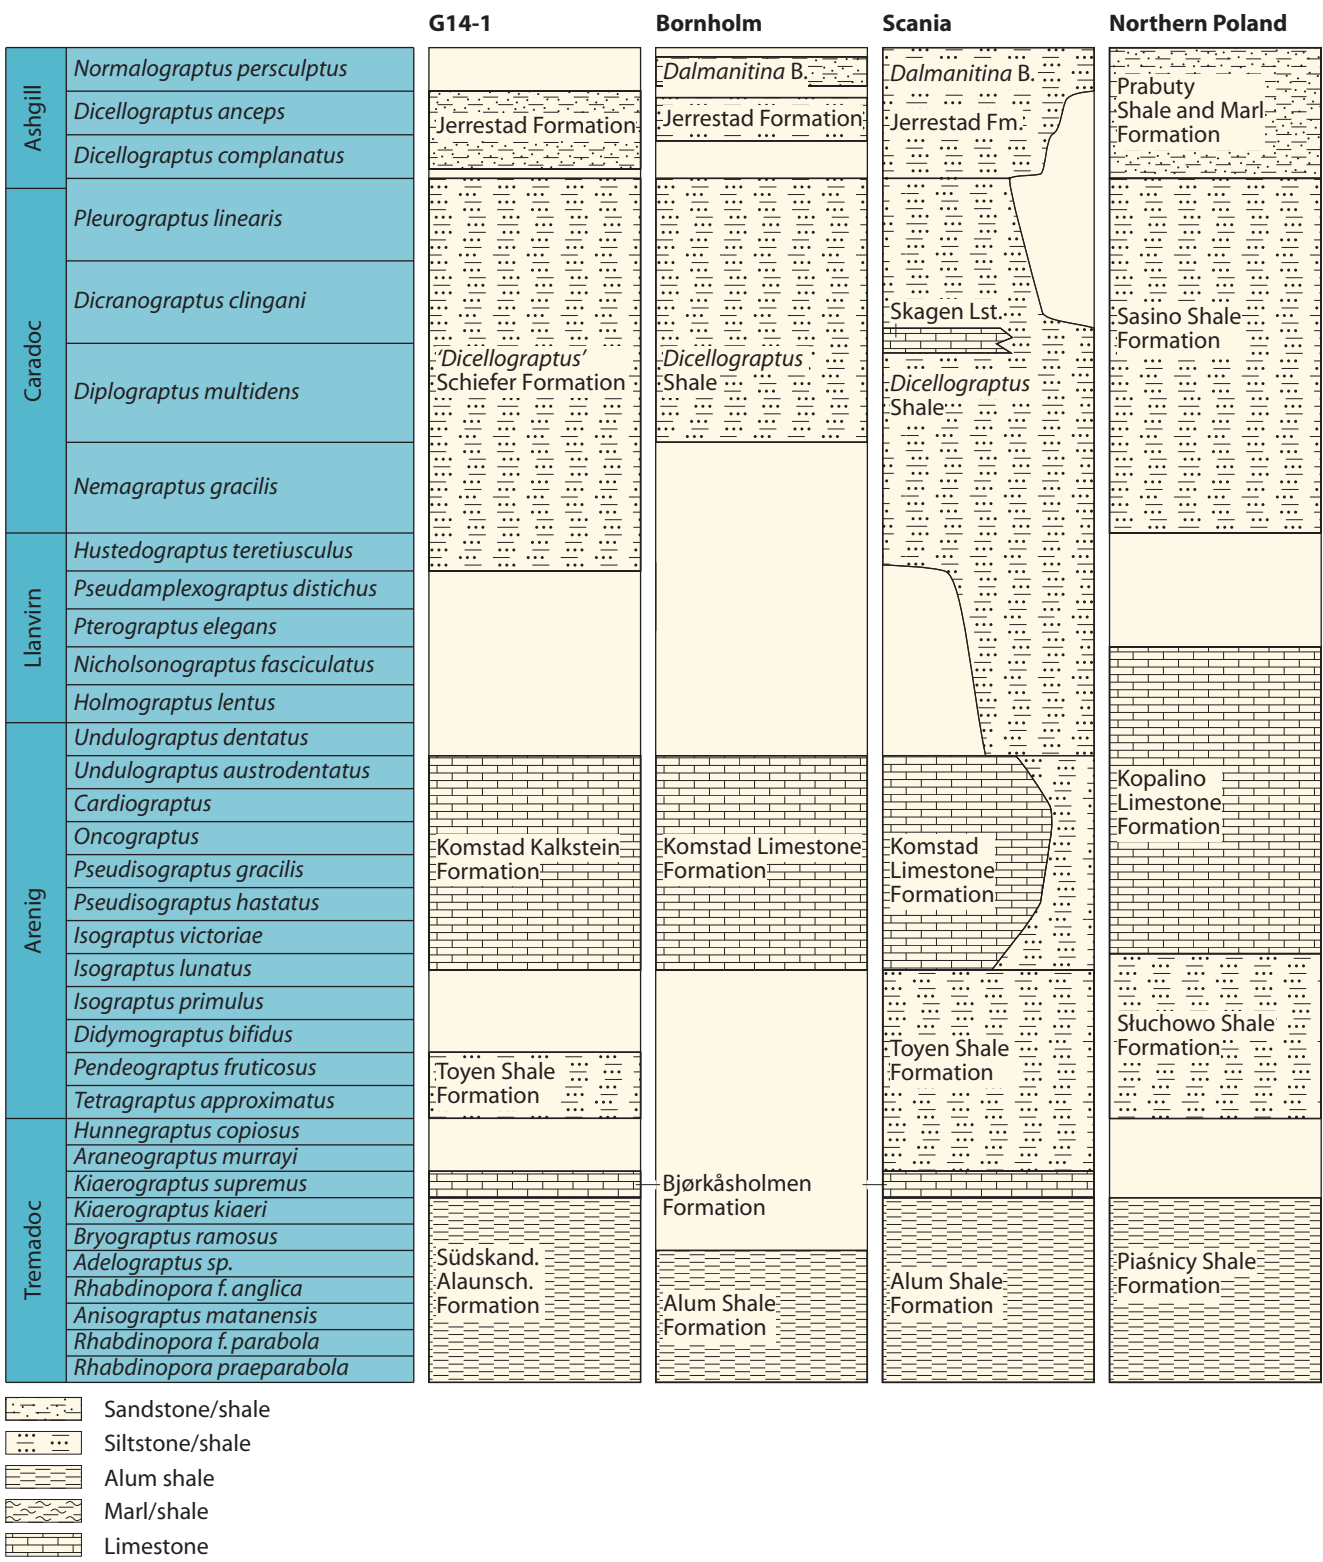 G14-1
Bornholm
Scania
Northern Poland
Ashgill
Caradoc
Llanvirn
Arenig
Tremadoc
Normalograptus persculptus
Dicellograptus anceps
Dicellograptus complanatus
Pleurograptus linearis
Dicranograptus clingani
Diplograptus multidens
Nemagraptus gracilis
Hustedograptus teretiusculus
Pseudamplexograptus distichus
Pterograptus elegans
Nicholsonograptus fasciculatus
Holmograptus lentus
Undulograptus dentatus
Undulograptus austrodentatus
Cardiograptus
Oncograptus
Pseudisograptus gracilis
Pseudisograptus hastatus
Isograptus victoriae
Isograptus lunatus
Isograptus primulus
Didymograptus bifidus
Pendeograptus fruticosus
Tetragraptus approximatus
Hunnegraptus copiosus
Araneograptus murrayi
Kiaerograptus supremus
Kiaerograptus kiaeri
Bryograptus ramosus
Adelograptus sp.
Rhabdinopora f. anglica
Anisograptus matanensis
Rhabdinopora f. parabola
Rhabdinopora praeparabola
Jerrestad Formation
'Dicellograptus'
Schiefer Formation
Komstad Kalkstein
Formation
Toyen Shale
Formation
Südskand.
Alaunsch.
Formation
Dalmanitina B.
Jerrestad Formation
Dicellograptus
Shale
Komstad Limestone
Formation
Bjørkåsholmen
Formation
Alum Shale
Formation
Dalmanitina B.
Jerrestad Fm.
Skagen Lst.
Dicellograptus
Shale
Komstad
Limestone
Formation
Toyen Shale
Formation
Alum Shale
Formation
Prabuty
Shale and Marl
Formation
Sasino Shale
Formation
Kopalino
Limestone
Formation
Słuchowo Shale
Formation
Piaśnicy Shale
Formation
Sandstone/shale
Siltstone/shale
Alum shale
Marl/shale
Limestone